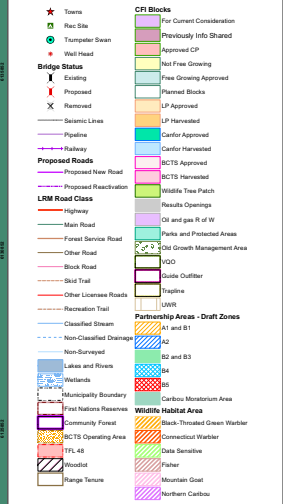 Towns
Rec Site
Trumpeter Swan
Well Head
Bridge Status
Existing
Proposed
Removed
Seismic Lines
Pipeline
Railway
Proposed Roads
Proposed New Road
Proposed Reactivation
LRM Road Class
Highway
Main Road
Forest Service Road
Other Road
Block Road
Skid Trail
Other Licensee Roads
Recreation Trail
Classified Stream
Non-Classified Drainage
Non-Surveyed
Lakes and Rivers
Wetlands
Municipality Boundary
First Nations Reserves
Community Forest
BCTS Operating Area
TFL 48
Woodlot
Range Tenure
CFI Blocks
For Current Consideration
Previously Info Shared
Approved CP
Not Free Growing
Free Growing Approved
Planned Blocks
LP Approved
LP Harvested
Canfor Approved
Canfor Harvested
BCTS Approved
BCTS Harvested
Wildlife Tree Patch
Results Openings
Oil and gas R of W
Parks and Protected Areas
Old Growth Management Area
VQO
Guide Outfitter
Trapline
UWR
Partnership Areas - Draft Zones
A1 and B1
A2
B2 and B3
B4
B5
Caribou Moratorium Area
Wildlife Habitat Area
Black-Throated Green Warbler
Connecticut Warbler
Data Sensitive
Fisher
Mountain Goat
Northern Caribou